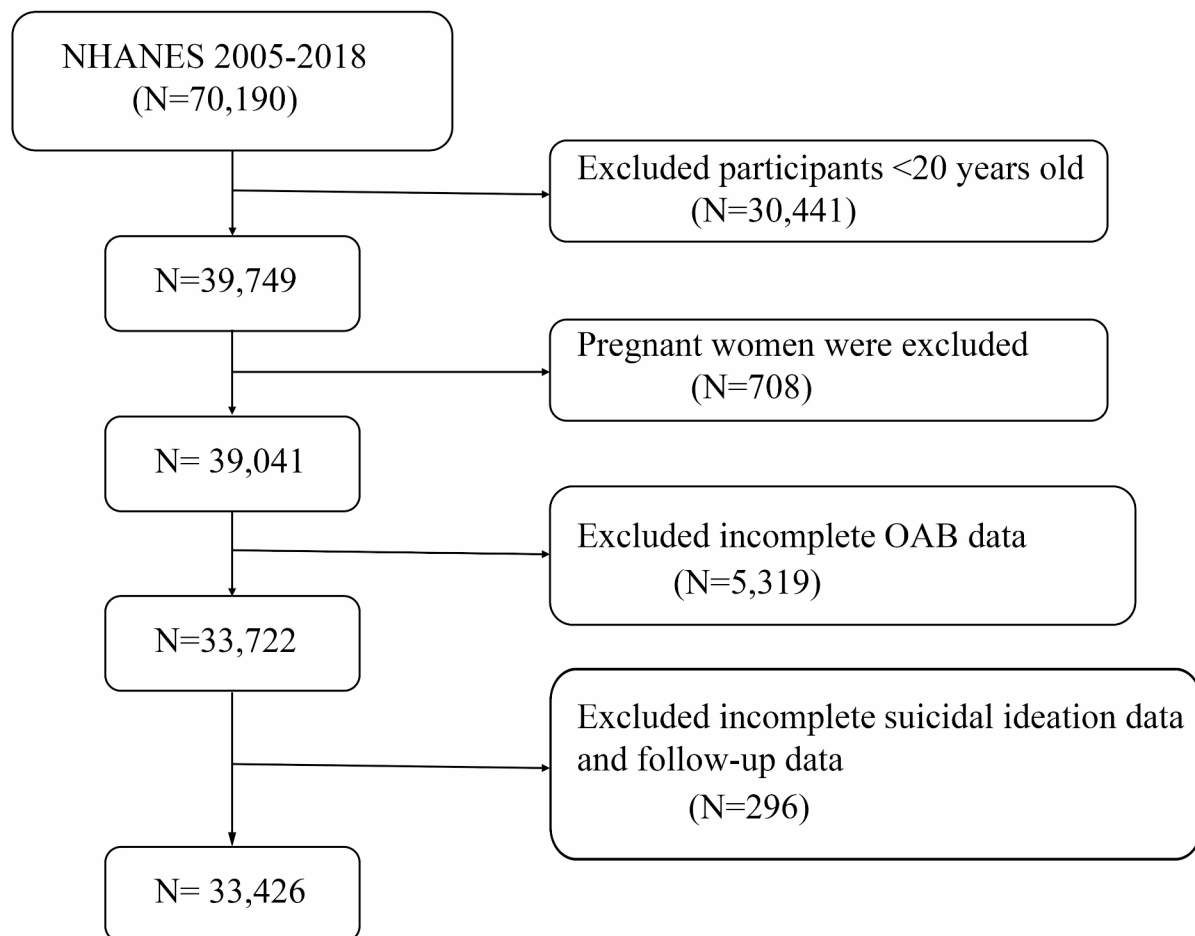 NHANES 2005-2018
(N=70,190)
Excluded participants <20 years old
(N=30,441)
N=39,749
Pregnant women were excluded
(N=708)
N= 39,041
Excluded incomplete OAB data
(N=5,319)
N=33,722
Excluded incomplete suicidal ideation data
and follow-up data
(N=296)
N= 33,426